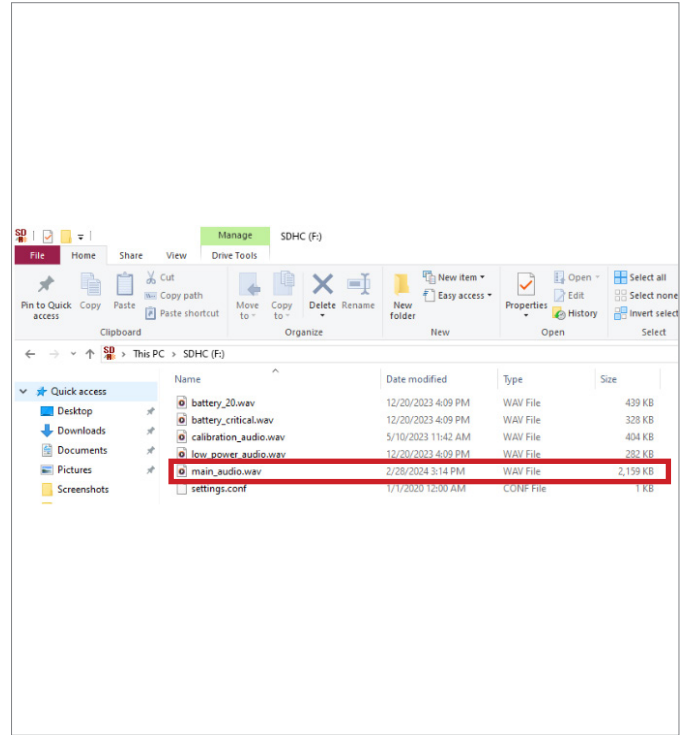 SD
Manage SDHC (F:)
File Home Share View Drive Tools
Pin to Quick access
Copy
Paste
Cut
Copy path
Paste shortcut
Move to
Copy to
Delete
Rename
New folder
New item
Easy access
Properties
Open
Edit
History
Select all
Select none
Invert select
Clipboard Organize New Open Select
SD > This PC > SDHC (F:)
Name Date modified Type Size
Quick access
Desktop
Downloads
Documents
Pictures
Screenshots
battery_20.wav 12/20/2023 4:09 PM WAV File 439 KB
battery_critical.wav 12/20/2023 4:09 PM WAV File 328 KB
calibration_audio.wav 5/10/2023 11:42 AM WAV File 404 KB
low_power_audio.wav 12/20/2023 4:09 PM WAV File 282 KB
main_audio.wav 2/28/2024 3:14 PM WAV File 2,159 KB
settings.conf 1/1/2020 12:00 AM CONF File 1 KB